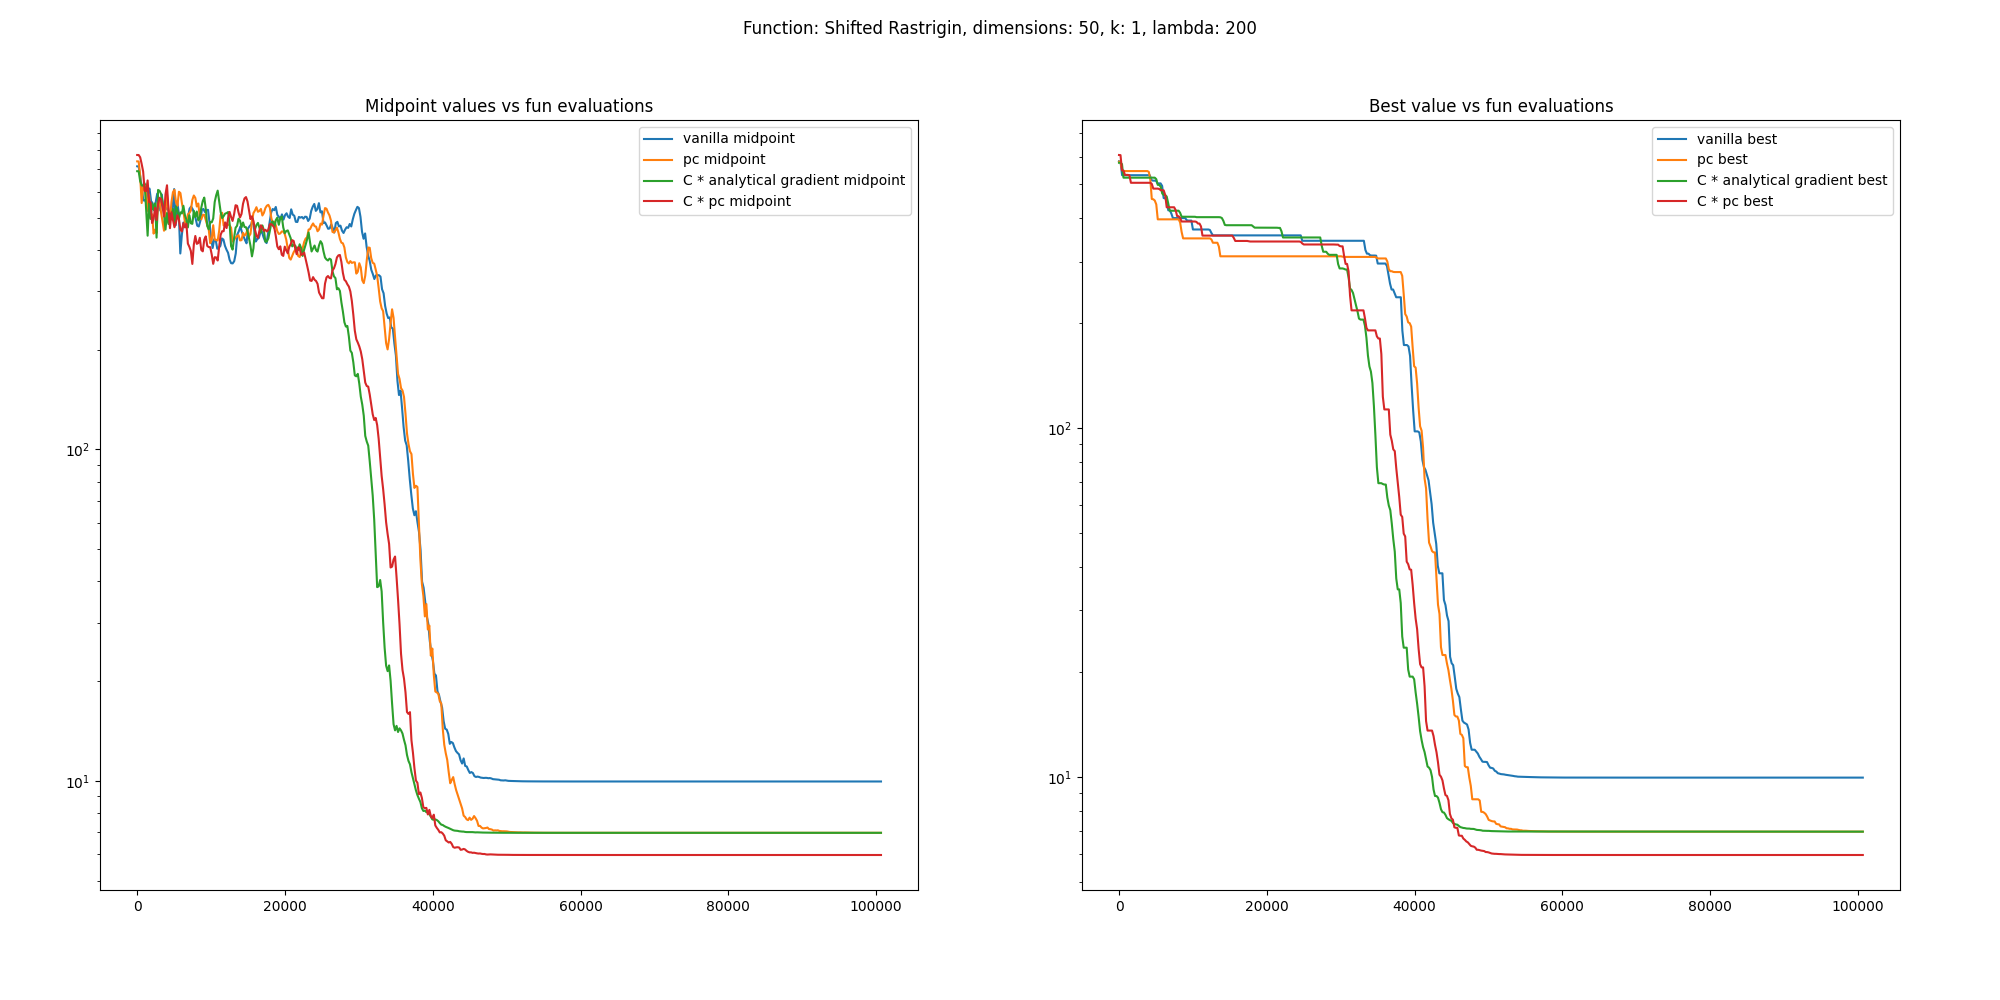 Function: Shifted Rastrigin, dimensions: 50, k: 1, lambda: 200
Midpoint values vs fun evaluations
vanilla midpoint
pc midpoint
C * analytical gradient midpoint
C * pc midpoint
10²
10¹
0 20000 40000 60000 80000 100000
Best value vs fun evaluations
vanilla best
pc best
C * analytical gradient best
C * pc best
10²
10¹
0 20000 40000 60000 80000 100000